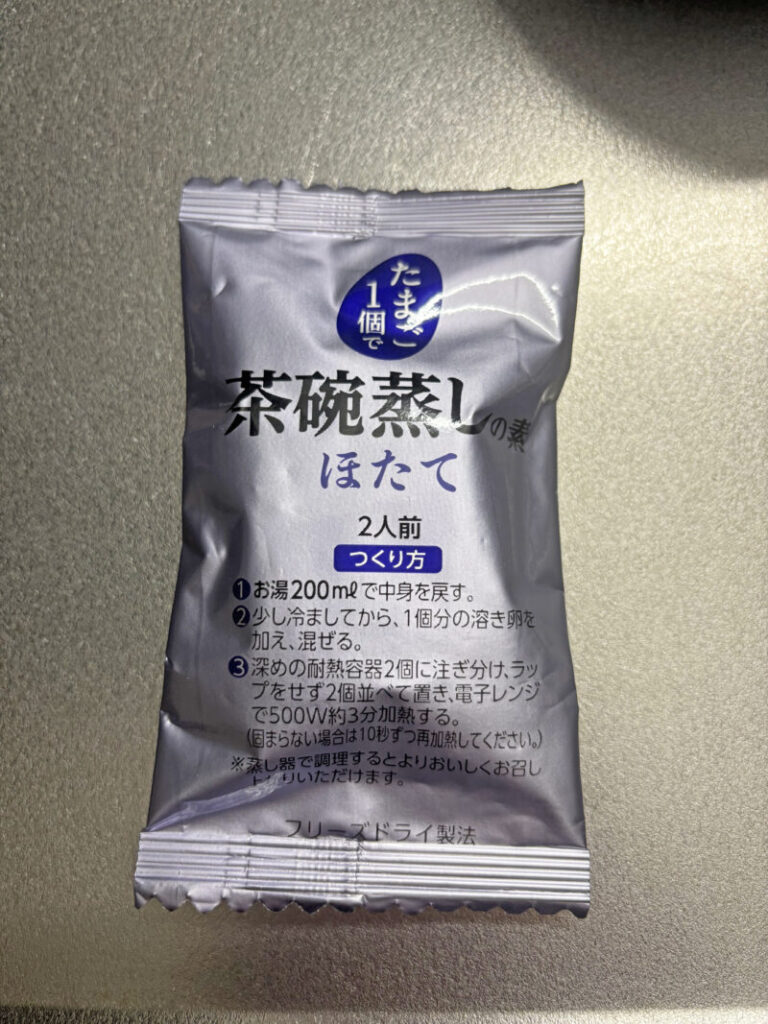 たまご
1個で
茶碗蒸しの素
ほたて
2人前
つくり方
❶お湯200mlで中身を戻す。
❷少し冷ましてから、1個分の溶き卵を
加え、混ぜる。
❸深めの耐熱容器2個に注ぎ分け、ラッ
プをせず2個並べて置き、電子レンジ
で500W約3分加熱する。
(固まらない場合は10秒ずつ再加熱してください。)
※蒸し器で調理するとよりおいしくお召し
上がりいただけます。
フリーズドライ製法